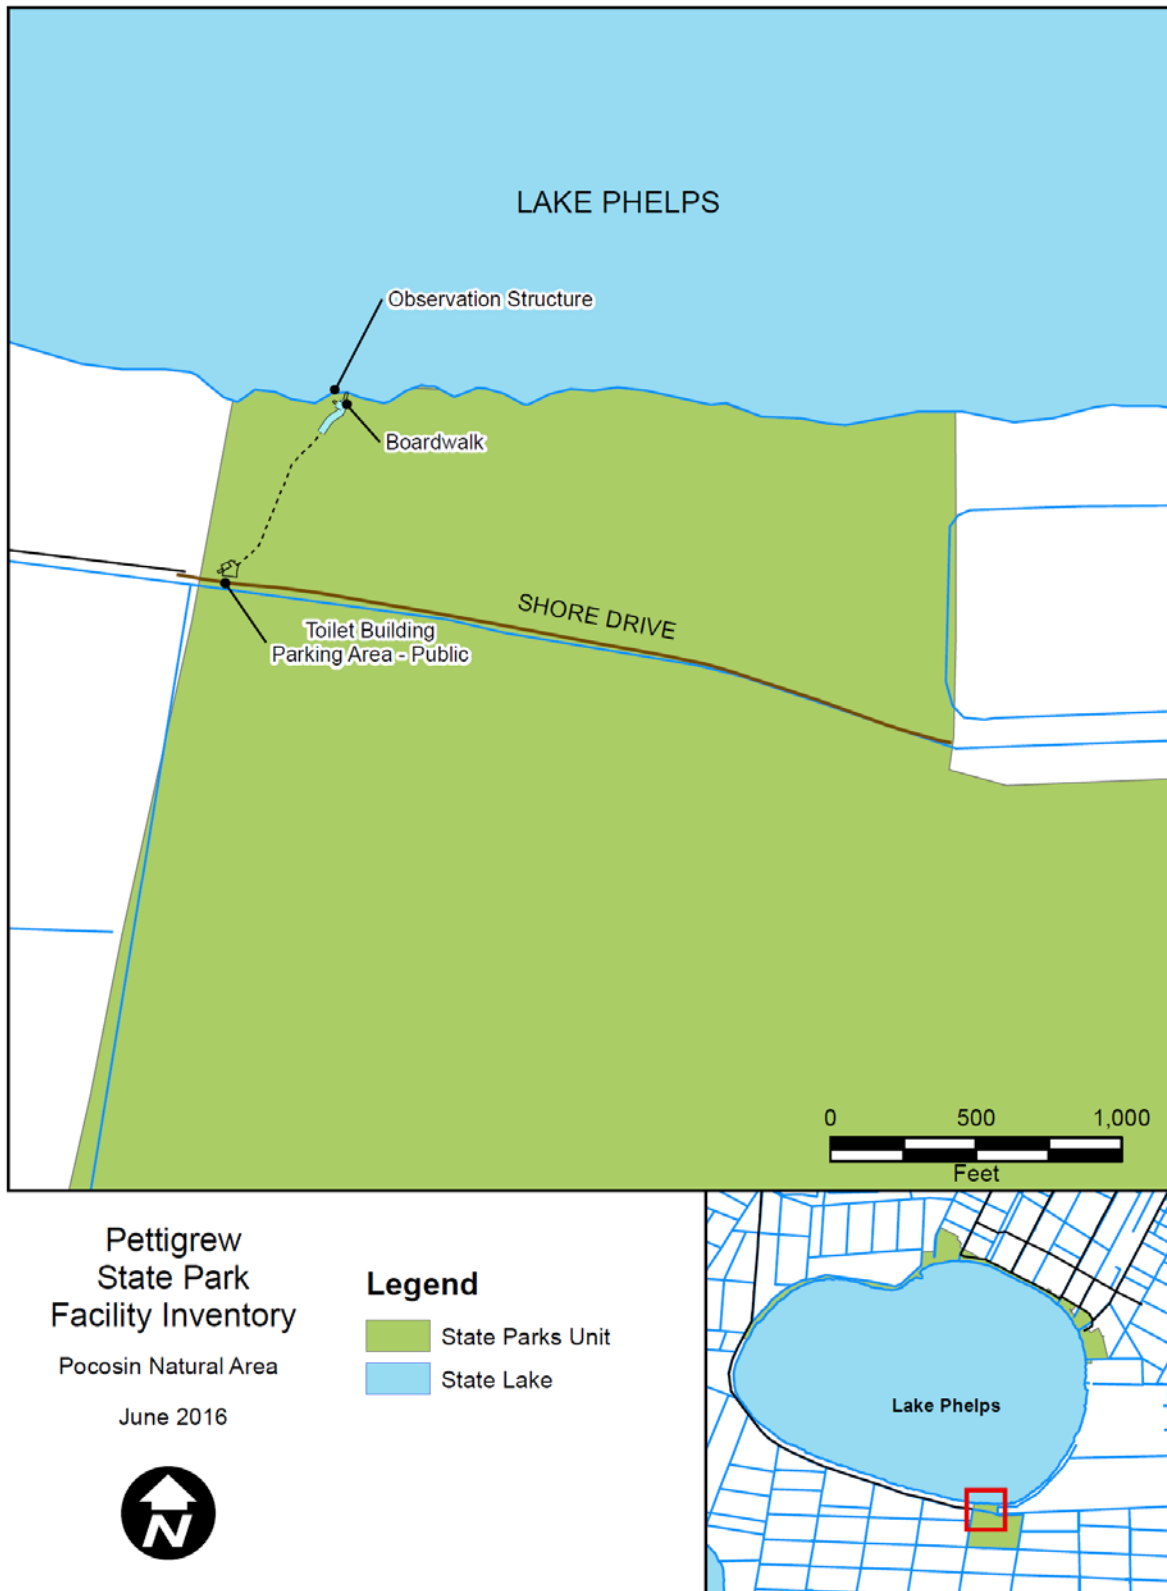 LAKE PHELPS
Observation Structure
Boardwalk
SHORE DRIVE
Toilet Building
Parking Area - Public
0 500 1,000
Feet
Pettigrew
State Park
Facility Inventory
Pocosin Natural Area
June 2016
N
Legend
State Parks Unit
State Lake
Lake Phelps